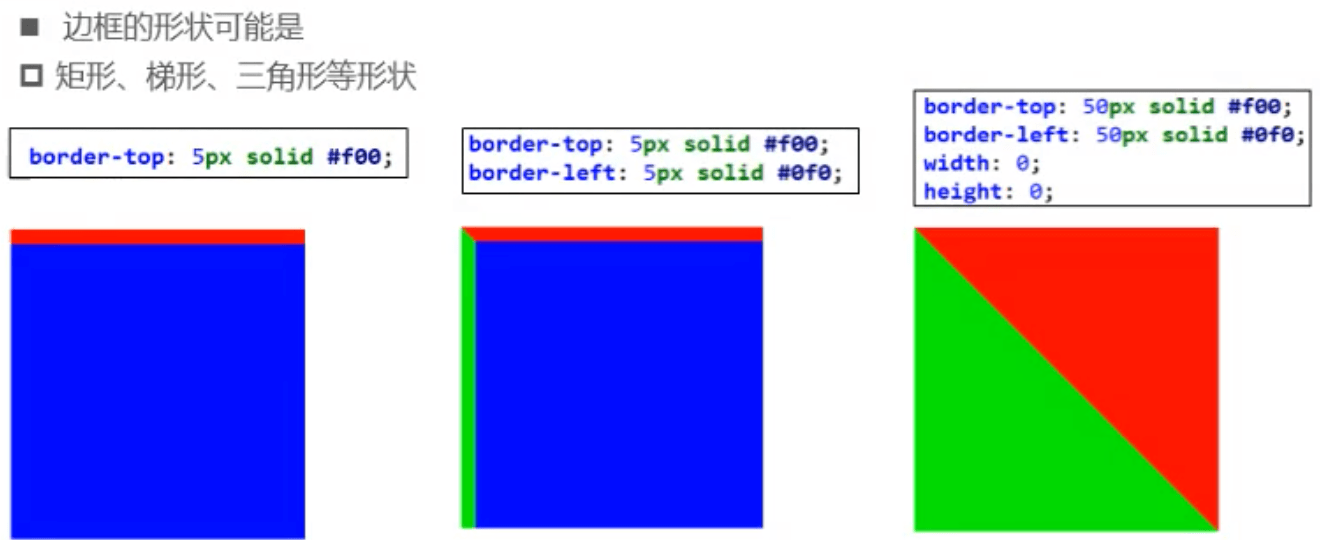 边框的形状可能是
矩形、梯形、三角形等形状
border-top: 5px solid #f00;
border-top: 5px solid #f00;
border-left: 5px solid #0f0;
border-top: 50px solid #f00;
border-left: 50px solid #0f0;
width: 0;
height: 0;